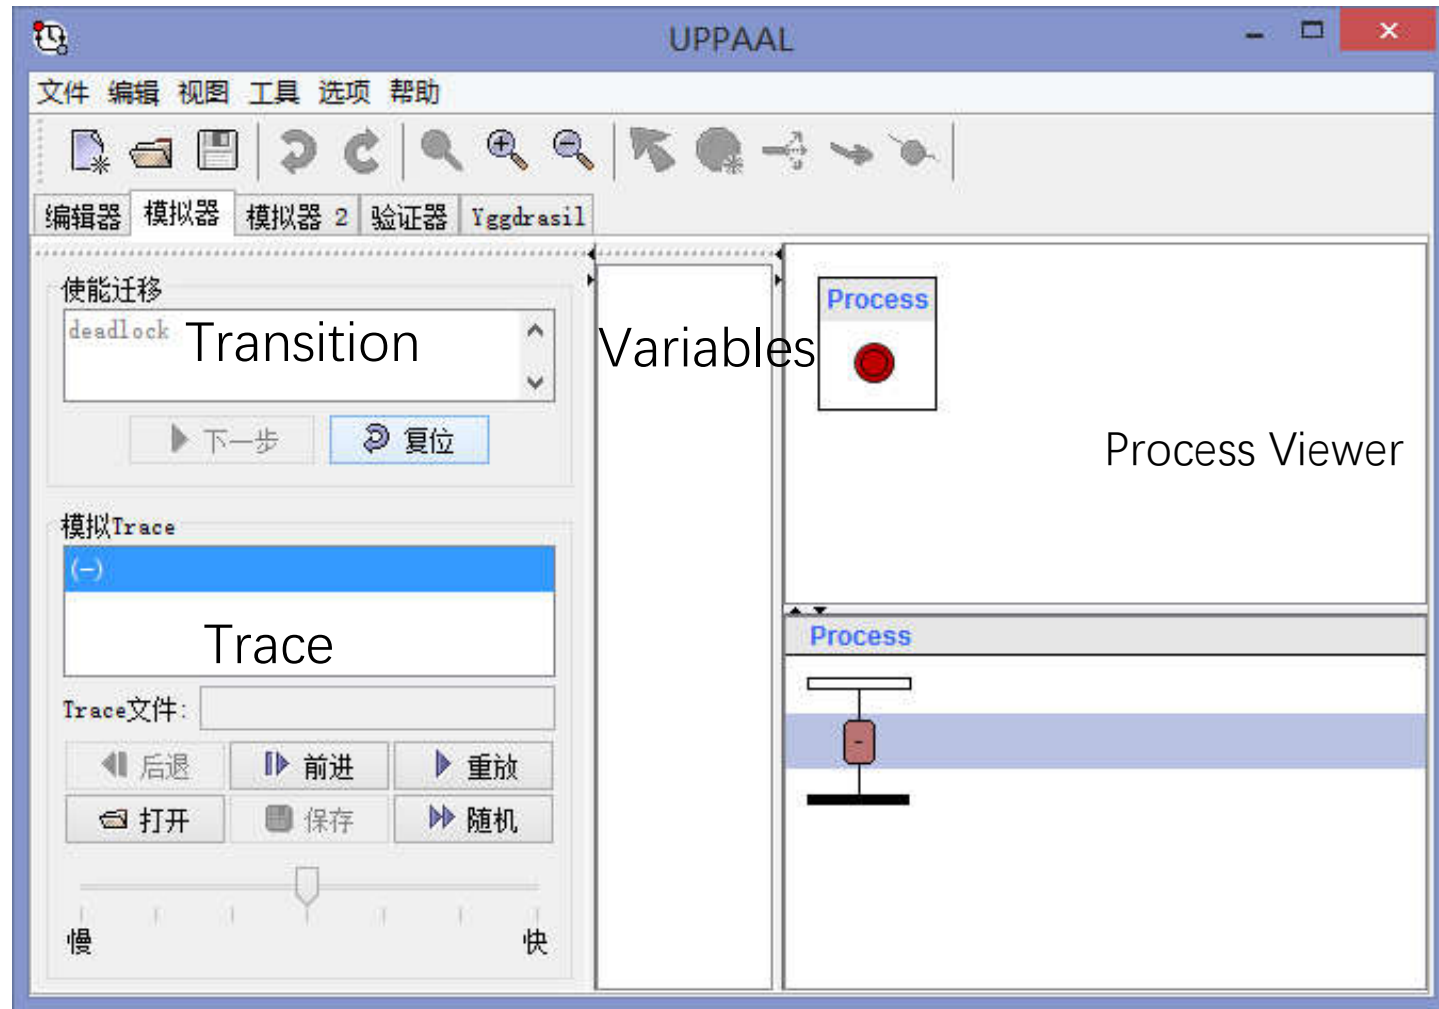 UPPAAL
文件 编辑 视图 工具 选项 帮助
编辑器 模拟器 模拟器 2 验证器 Yggdrasil
使能迁移
deadlock
Transition
下一步 复位
模拟Trace
(-)
Trace
Trace文件:
后退 前进 重放
打开 保存 随机
慢 快
Variables
Process
Process Viewer
Process
-